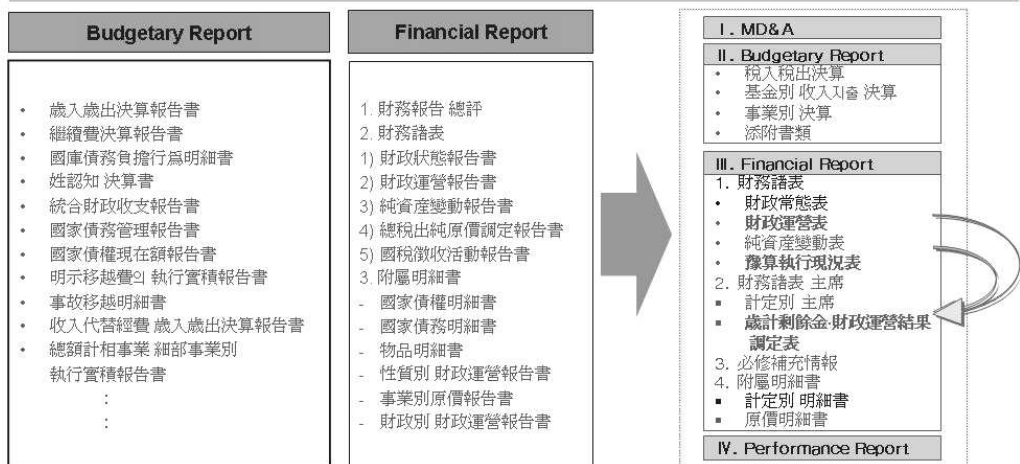 Budgetary Report
• 歳入歳出決算報告書
• 繼續費決算報告書
• 國庫債務負擔行爲明細書
• 姓認知 決算書
• 統合財政收支報告書
• 國家債務管理報告書
• 國家債權現在額報告書
• 明示移越費의 執行實積報告書
• 事故移越明細書
• 收入代替經費 歳入歳出決算報告書
• 總額計相事業 細部事業別
執行實積報告書
:
:
Financial Report
1. 財務報告 總評
2. 財務諸表
1) 財政狀態報告書
2) 財政運營報告書
3) 純資産變動報告書
4) 總稅出純原價調定報告書
5) 國稅徵收活動報告書
3. 附屬明細書
- 國家債權明細書
- 國家債務明細書
- 物品明細書
- 性質別 財政運營報告書
- 事業別原價報告書
- 財政別 財政運營報告書
Ⅰ. MD&A
Ⅱ. Budgetary Report
• 稅入稅出決算
• 基金別 收入지출 決算
• 事業別 決算
• 添附書類
Ⅲ. Financial Report
1. 財務諸表
• 財政常態表
• 財政運營表
• 純資産變動表
• 豫算執行現況表
2. 財務諸表 主席
▪ 計定別 主席
▪ 歳計剩餘金·財政運營結果
調定表
3. 必修補充情報
4. 附屬明細書
▪ 計定別 明細書
▪ 原價明細書
Ⅳ. Performance Report